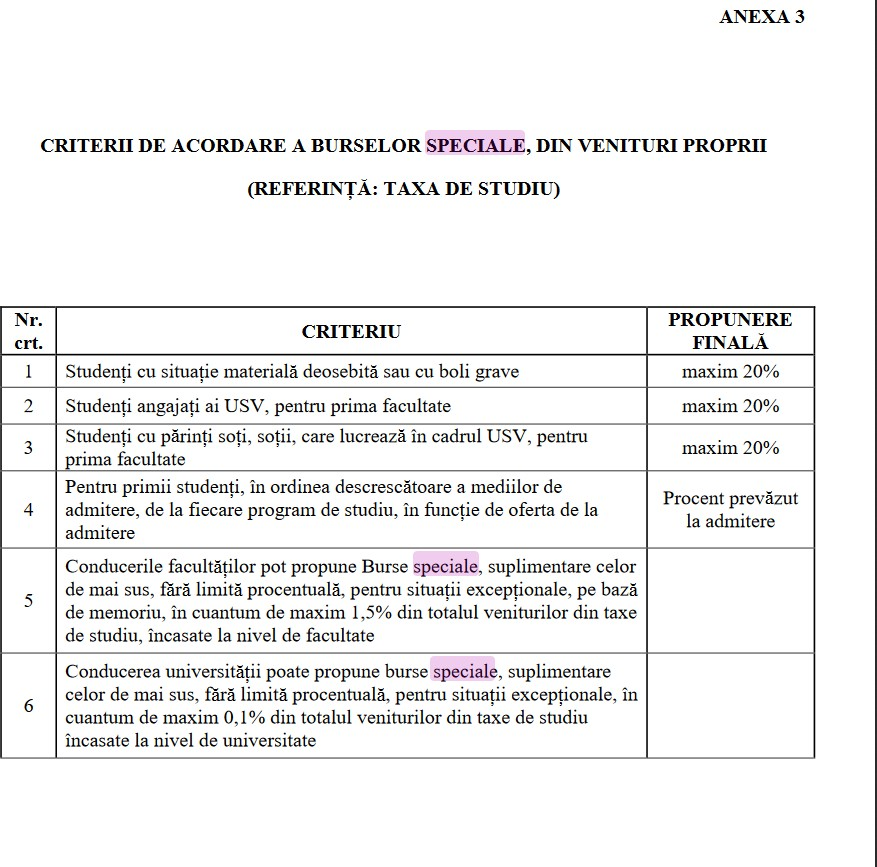 ANEXA 3
CRITERII DE ACORDARE A BURSELOR SPECIALE, DIN VENITURI PROPRII
(REFERINȚĂ: TAXA DE STUDIU)
Nr.
crt.
CRITERIU
PROPUNERE
FINALĂ
1
Studenți cu situație materială deosebită sau cu boli grave
maxim 20%
2
Studenți angajați ai USV, pentru prima facultate
maxim 20%
3
Studenți cu părinți soți, soții, care lucrează în cadrul USV, pentru
prima facultate
maxim 20%
4
Pentru primii studenți, în ordinea descrescătoare a mediilor de
admitere, de la fiecare program de studiu, în funcție de oferta de la
admitere
Procent prevăzut
la admitere
5
Conducerile facultăților pot propune Burse speciale, suplimentare celor
de mai sus, fără limită procentuală, pentru situații excepționale, pe bază
de memoriu, în cuantum de maxim 1,5% din totalul veniturilor din taxe
de studiu, încasate la nivel de facultate
6
Conducerea universității poate propune burse speciale, suplimentare
celor de mai sus, fără limită procentuală, pentru situații excepționale, în
cuantum de maxim 0,1% din totalul veniturilor din taxe de studiu
încasate la nivel de universitate